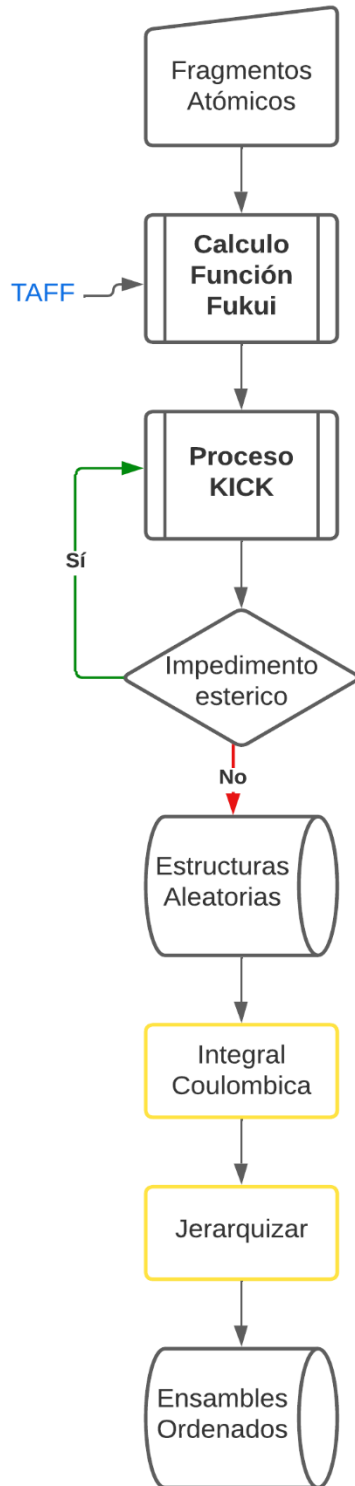 Fragmentos
Atómicos
Calculo
Función
Fukui
TAFF
Proceso
KICK
Sí
Impedimento
esterico
No
Estructuras
Aleatorias
Integral
Coulombica
Jerarquizar
Ensambles
Ordenados